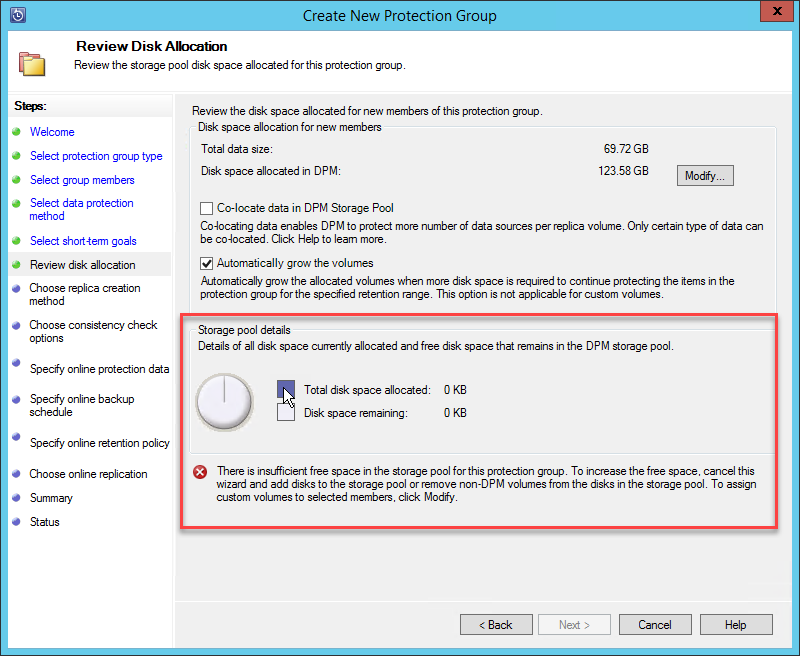 Create New Protection Group
x
Review Disk Allocation
Review the storage pool disk space allocated for this protection group.
Steps:
Welcome
Select protection group type
Select group members
Select data protection
method
Select short-term goals
Review disk allocation
Choose replica creation
method
Choose consistency check
options
Specify online protection data
Specify online backup
schedule
Specify online retention policy
Choose online replication
Summary
Status
Review the disk space allocated for new members of this protection group.
Disk space allocation for new members
Total data size: 69.72 GB
Disk space allocated in DPM: 123.58 GB
Modify...
Co-locate data in DPM Storage Pool
Co-locating data enables DPM to protect more number of data sources per replica volume. Only certain type of data can
be co-located. Click Help to learn more.
Automatically grow the volumes
Automatically grow the allocated volumes when more disk space is required to continue protecting the items in the
protection group for the specified retention range. This option is not applicable for custom volumes.
Storage pool details
Details of all disk space currently allocated and free disk space that remains in the DPM storage pool.
Total disk space allocated: 0 KB
Disk space remaining: 0 KB
There is insufficient free space in the storage pool for this protection group. To increase the free space, cancel this
wizard and add disks to the storage pool or remove non-DPM volumes from the disks in the storage pool. To assign
custom volumes to selected members, click Modify.
< Back
Next >
Cancel
Help